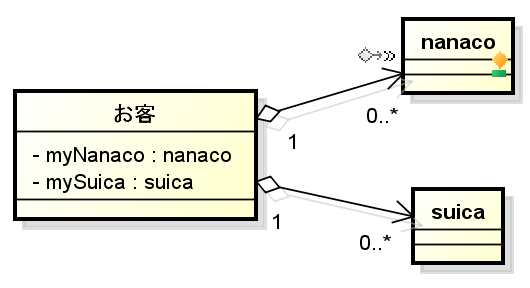 nanaco
お客
- myNanaco : nanaco
- mySuica : suica
1
0..*
suica
1
0..*